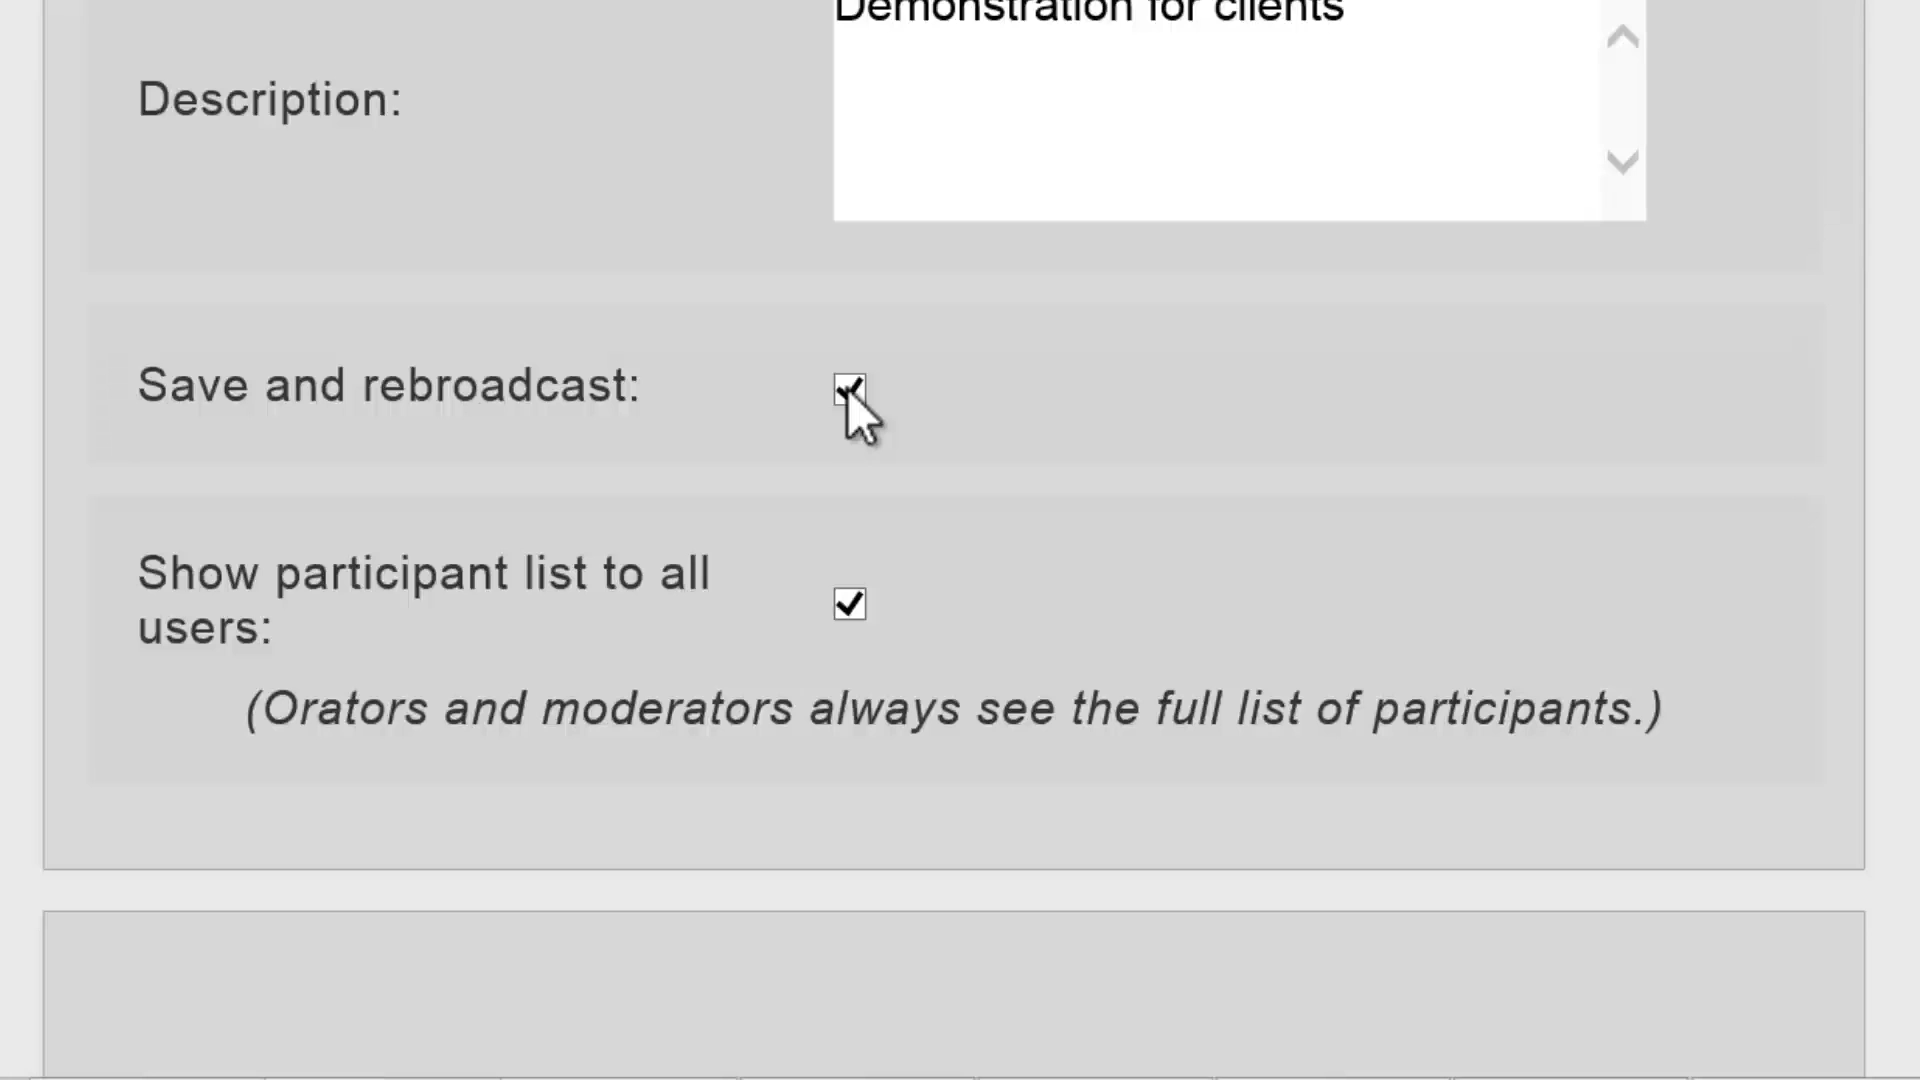 Demonstration for clients
Description:
Save and rebroadcast:
Show participant list to all
users:
(Orators and moderators always see the full list of participants.)